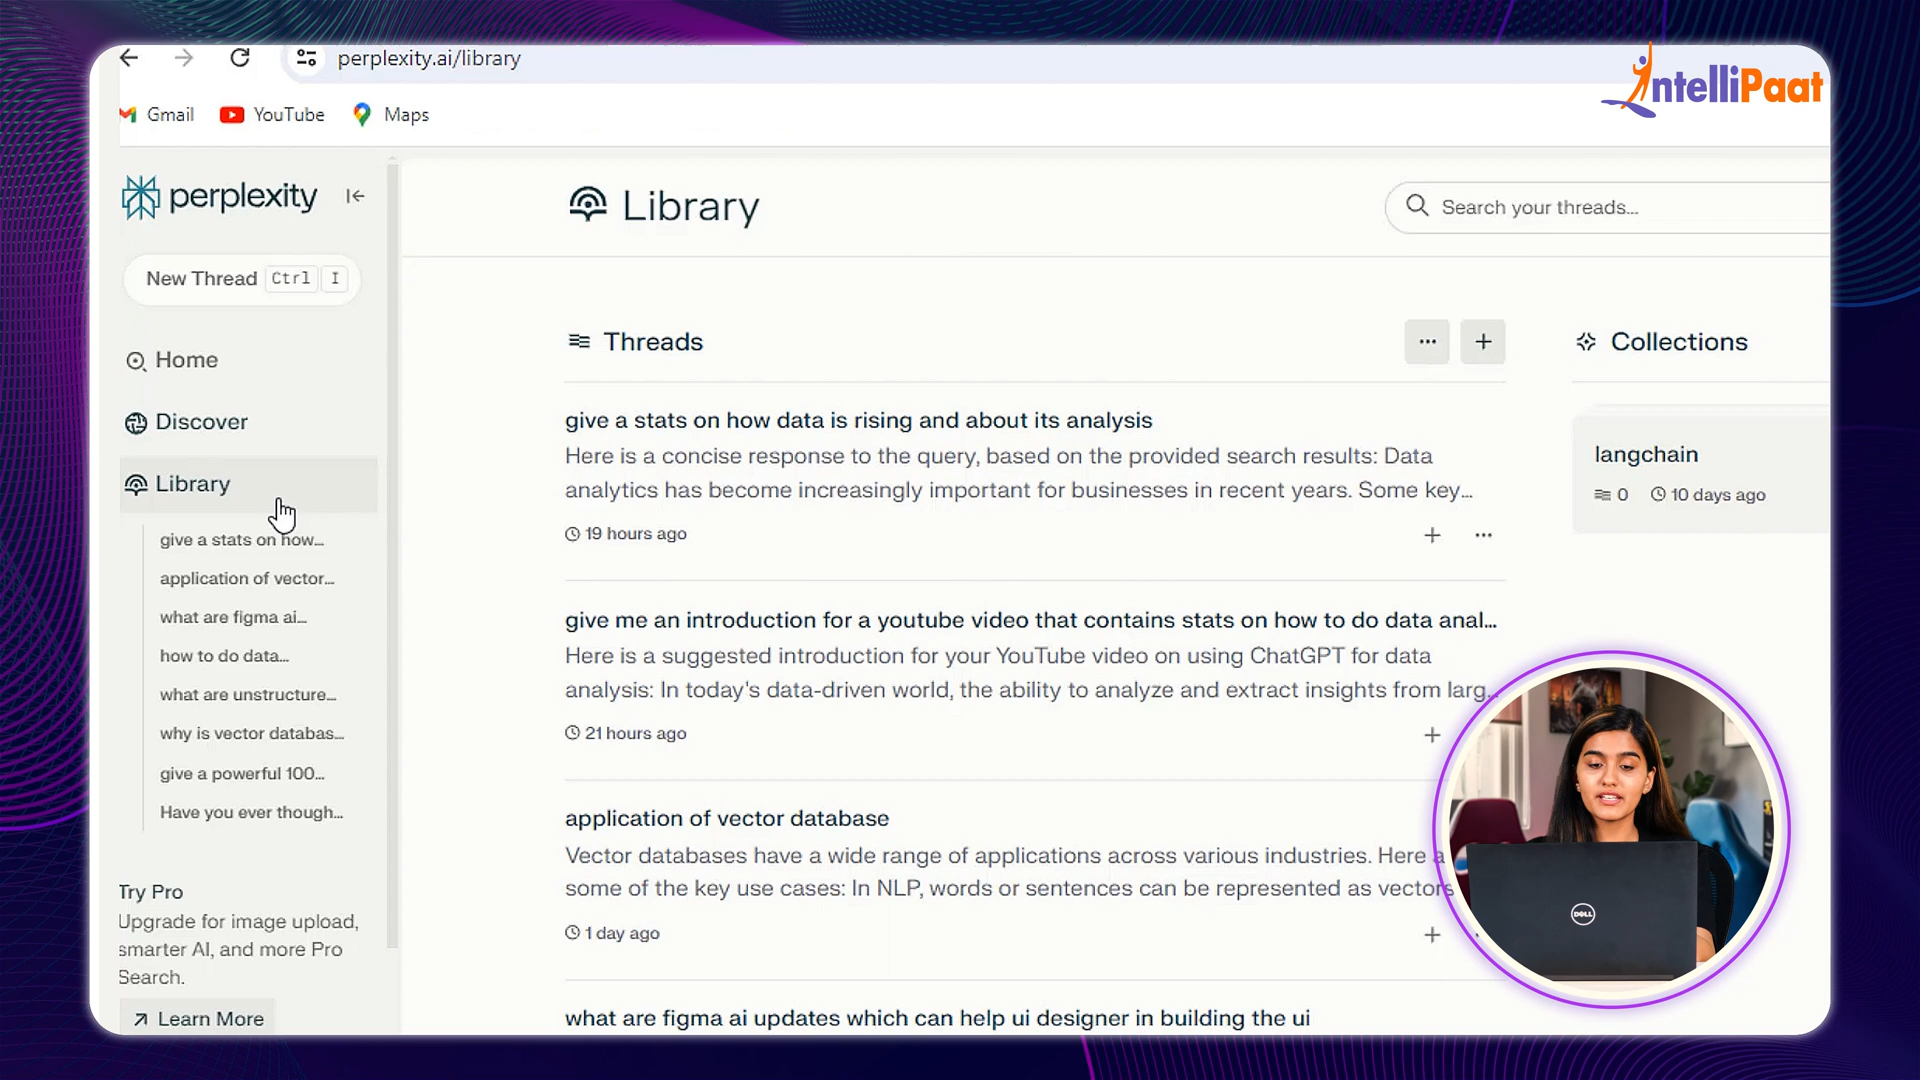 perplexity.ai/library
IntelliPaat
Gmail
YouTube
Maps
perplexity
New Thread Ctrl I
Home
Discover
Library
give a stats on how...
application of vector...
what are figma ai...
how to do data...
what are unstructure...
why is vector databas...
give a powerful 100...
Have you ever though...
Try Pro
Upgrade for image upload,
smarter AI, and more Pro
Search.
Learn More
Library
Search your threads...
Threads
give a stats on how data is rising and about its analysis
Here is a concise response to the query, based on the provided search results: Data
analytics has become increasingly important for businesses in recent years. Some key...
19 hours ago
give me an introduction for a youtube video that contains stats on how to do data anal...
Here is a suggested introduction for your YouTube video on using ChatGPT for data
analysis: In today's data-driven world, the ability to analyze and extract insights from larg...
21 hours ago
application of vector database
Vector databases have a wide range of applications across various industries. Here a
some of the key use cases: In NLP, words or sentences can be represented as vectors
1 day ago
what are figma ai updates which can help ui designer in building the ui
Collections
langchain
0 10 days ago
DELL